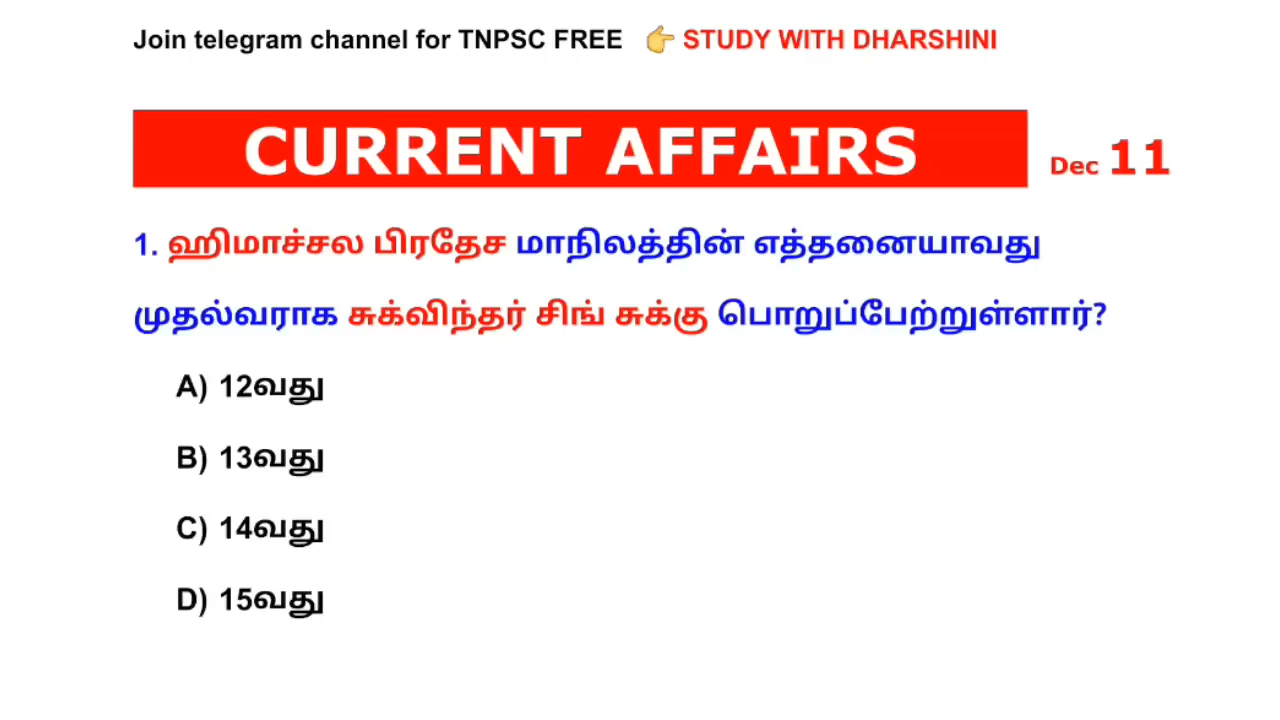 Join telegram channel for TNPSC FREE 👉 STUDY WITH DHARSHINI
CURRENT AFFAIRS Dec 11
1. ஹிமாச்சல பிரதேச மாநிலத்தின் எத்தனையாவது
முதல்வராக சுக்விந்தர் சிங் சுக்கு பொறுப்பேற்றுள்ளார்?
A) 12வது
B) 13வது
C) 14வது
D) 15வது